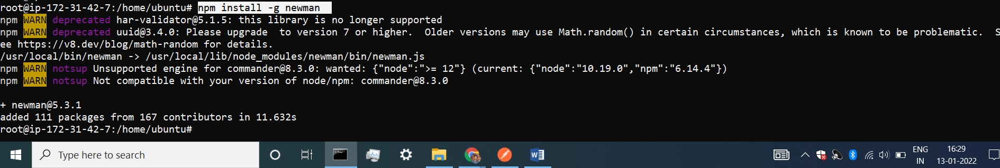 root@ip-172-31-42-7:/home/ubuntu# npm install -g newman
npm WARN deprecated har-validator@5.1.5: this library is no longer supported
npm WARN deprecated uuid@3.4.0: Please upgrade  to version 7 or higher.  Older versions may use Math.random() in certain circumstances, which is known to be problematic.  S
ee https://v8.dev/blog/math-random for details.
/usr/local/bin/newman -> /usr/local/lib/node_modules/newman/bin/newman.js
npm WARN notsup Unsupported engine for commander@8.3.0: wanted: {"node":">= 12"} (current: {"node":"10.19.0","npm":"6.14.4"})
npm WARN notsup Not compatible with your version of node/npm: commander@8.3.0
+ newman@5.3.1
added 111 packages from 167 contributors in 11.632s
root@ip-172-31-42-7:/home/ubuntu#
Type here to search
ENG
IN
16:29
13-01-2022